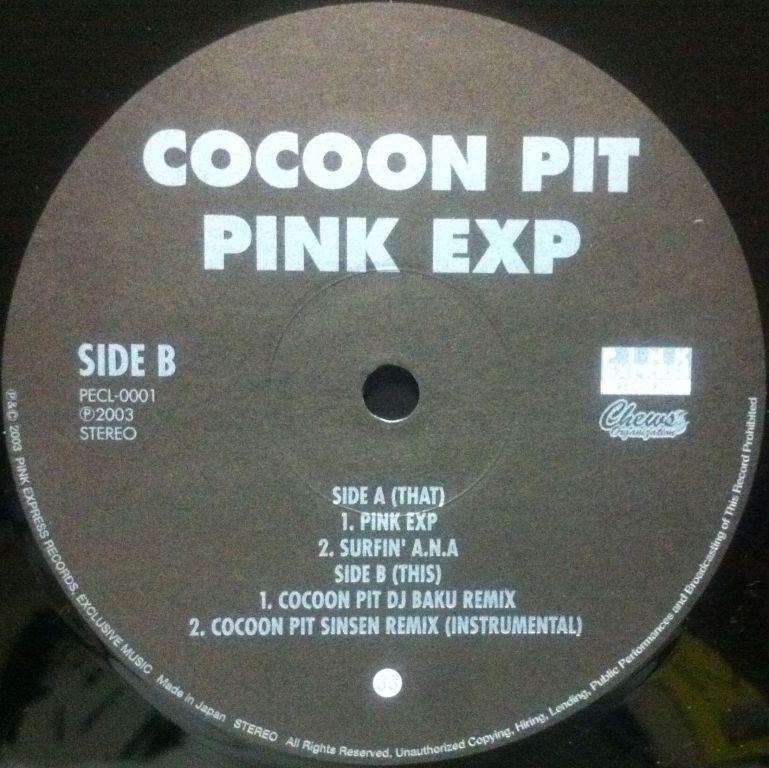 COCOON PIT
PINK EXP
SIDE B
PECL-0001
℗2003
STEREO
PINK
EXPRESS
Chews
Organization
SIDE A (THAT)
1. PINK EXP
2. SURFIN' A.N.A
SIDE B (THIS)
1. COCOON PIT DJ BAKU REMIX
2. COCOON PIT SINSEN REMIX (INSTRUMENTAL)
33
P&C 2003 PINK EXPRESS RECORDS, EXCLUSIVE MUSIC Made in Japan STEREO All Rights Reserved, Unauthorized Copying, Hiring, Lending, Public Performances and Broadcasting of This Record Prohibited